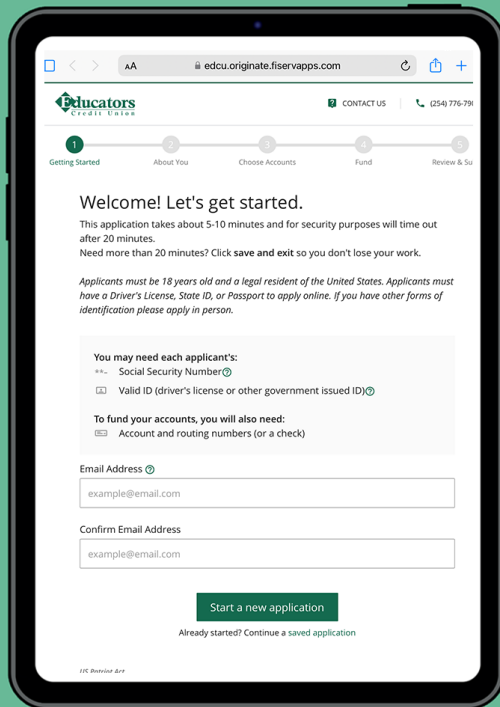 AA
edcu.originate.fiservapps.com
Educators
Credit Union
CONTACT US
(254) 776-790
1
2
3
4
5
Getting Started
About You
Choose Accounts
Fund
Review & Su
Welcome! Let's get started.
This application takes about 5-10 minutes and for security purposes will time out
after 20 minutes.
Need more than 20 minutes? Click save and exit so you don't lose your work.
Applicants must be 18 years old and a legal resident of the United States. Applicants must
have a Driver's License, State ID, or Passport to apply online. If you have other forms of
identification please apply in person.
You may need each applicant's:
Social Security Number
Valid ID (driver's license or other government issued ID)
To fund your accounts, you will also need:
Account and routing numbers (or a check)
Email Address
example@email.com
Confirm Email Address
example@email.com
Start a new application
Already started? Continue a saved application
US Patriot Act